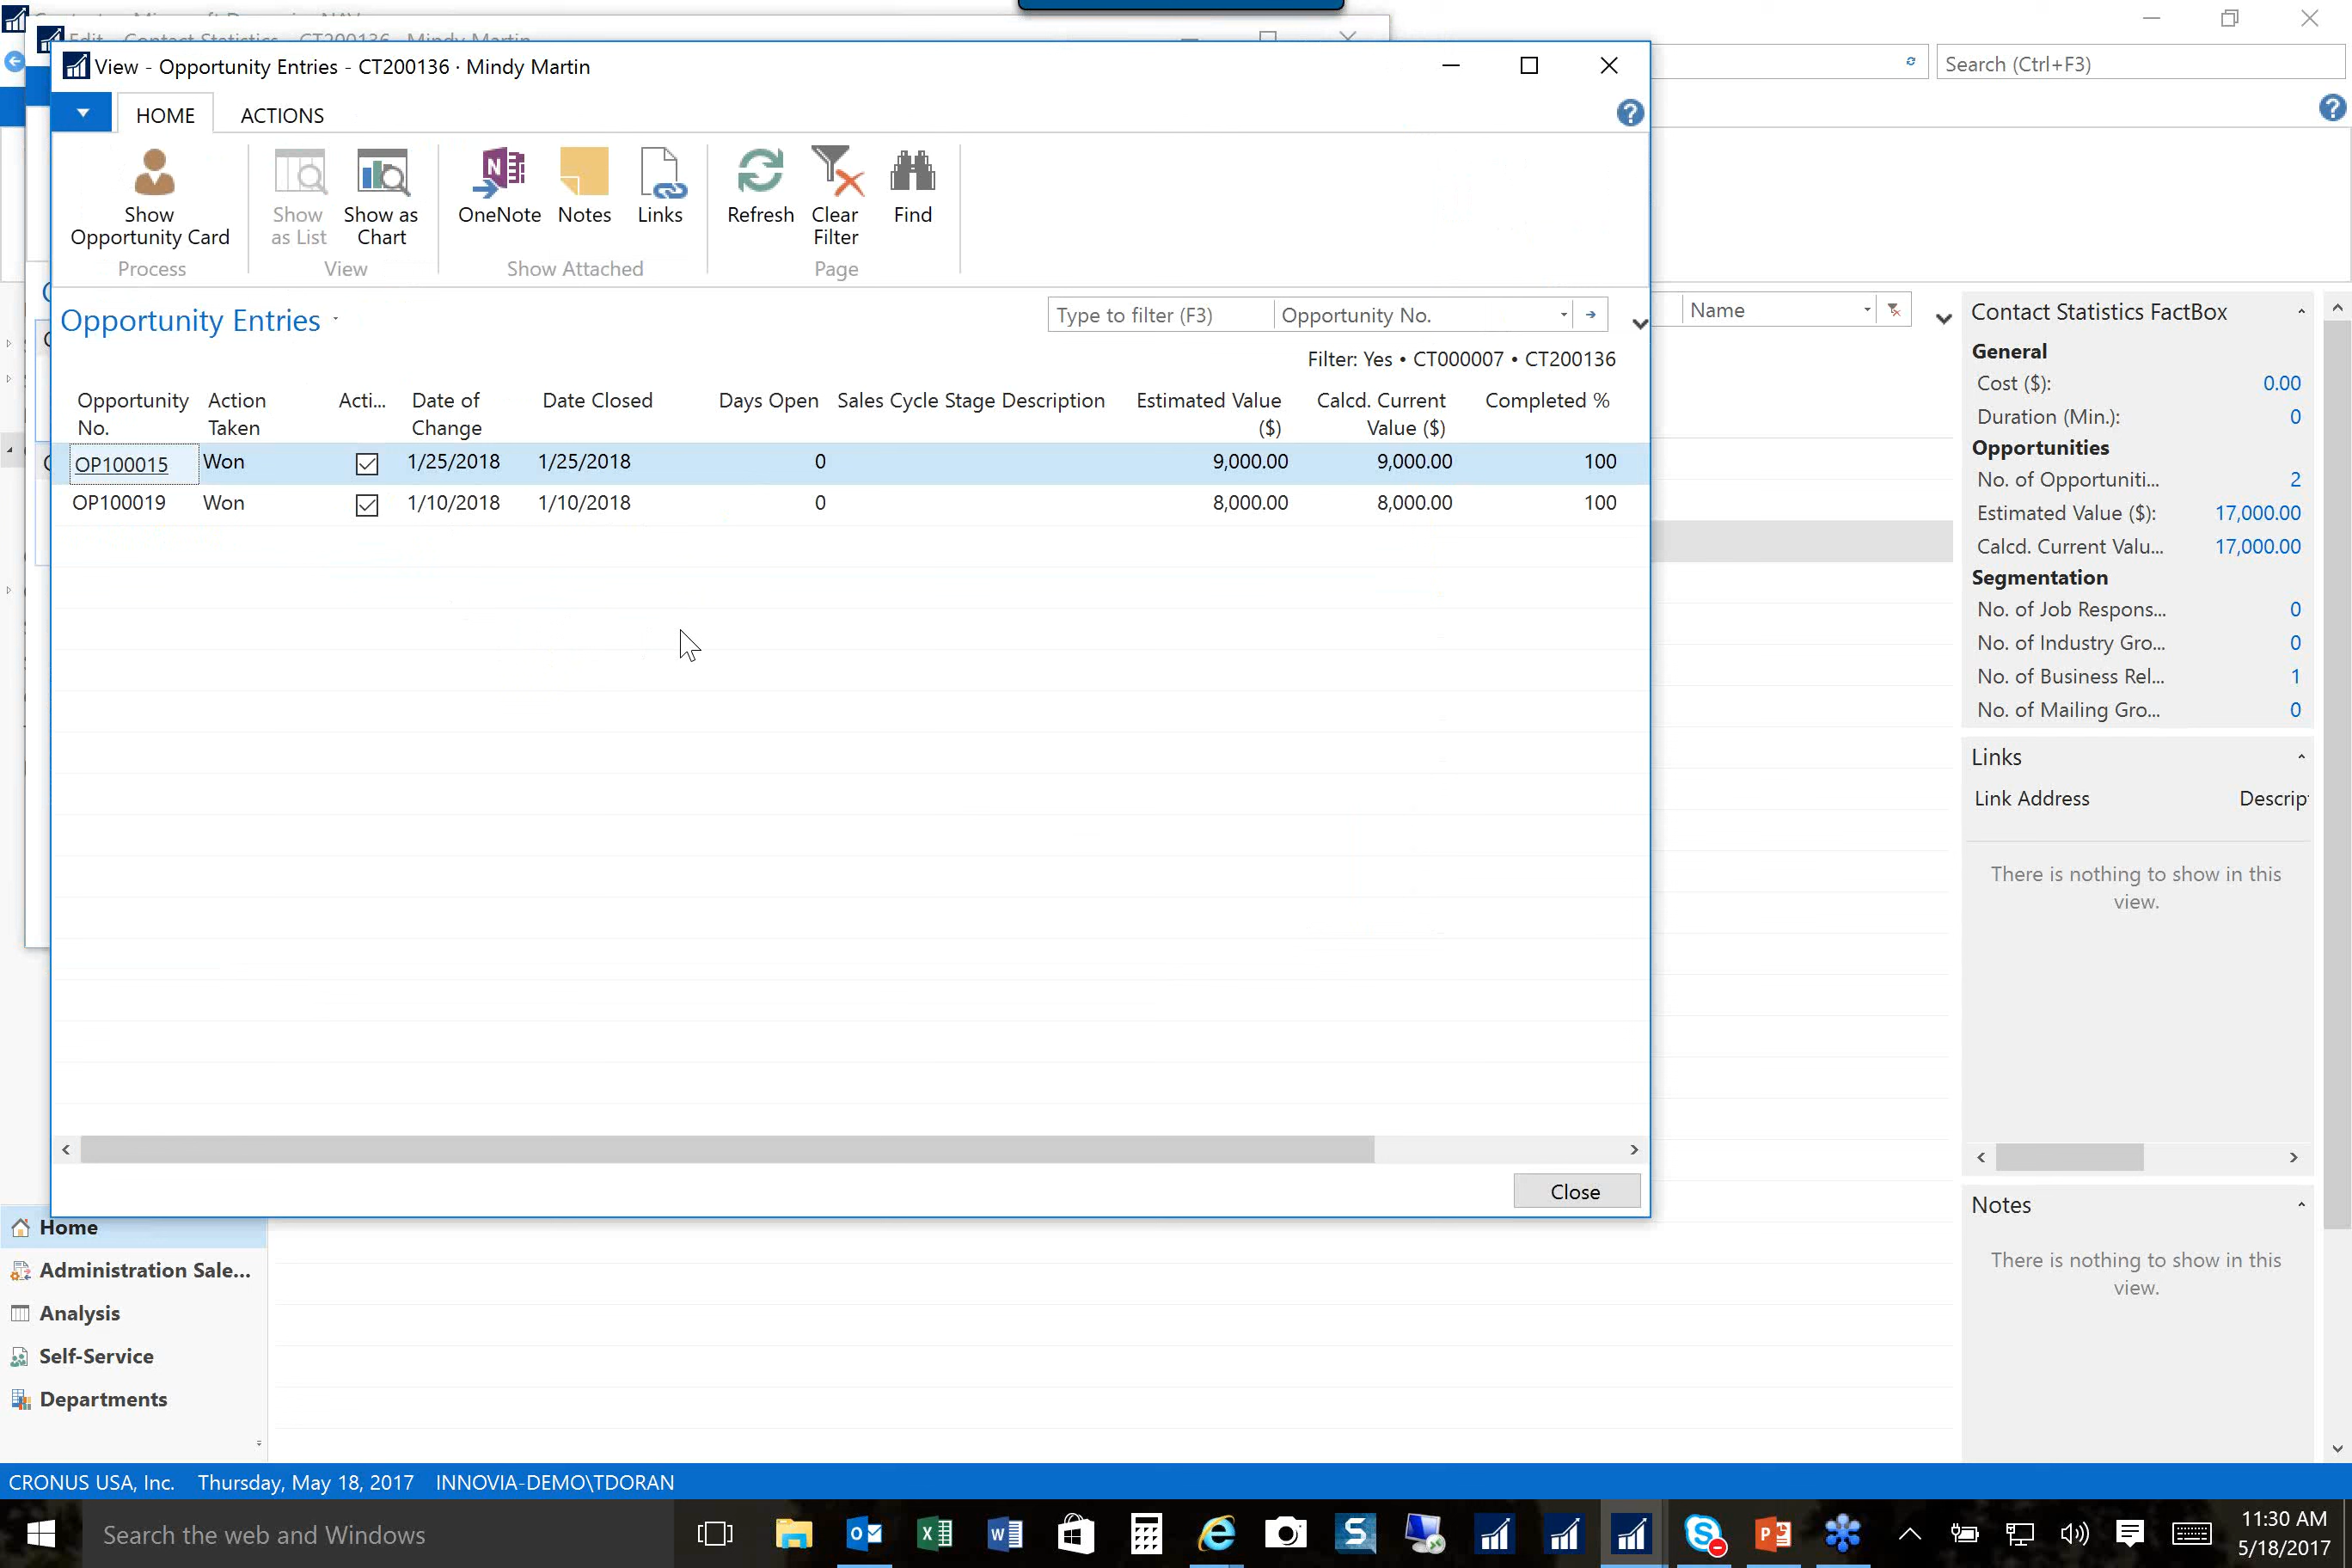 View - Opportunity Entries - CT200136 · Mindy Martin
Search (Ctrl+F3)
HOME
ACTIONS
Show
Opportunity Card
Show
as List
Show as
Chart
OneNote
Notes
Links
Refresh
Clear
Filter
Find
Process
View
Show Attached
Page
Opportunity Entries
Type to filter (F3)
Opportunity No.
Filter: Yes • CT000007 • CT200136
Opportunity
No.
Action
Taken
Acti...
Date of
Change
Date Closed
Days Open
Sales Cycle Stage Description
Estimated Value
($)
Calcd. Current
Value ($)
Completed %
OP100015 Won 1/25/2018 1/25/2018 0 9,000.00 9,000.00 100
OP100019 Won 1/10/2018 1/10/2018 0 8,000.00 8,000.00 100
Close
Name
Contact Statistics FactBox
General
Cost ($): 0.00
Duration (Min.): 0
Opportunities
No. of Opportuniti... 2
Estimated Value ($): 17,000.00
Calcd. Current Valu... 17,000.00
Segmentation
No. of Job Respons... 0
No. of Industry Gro... 0
No. of Business Rel... 1
No. of Mailing Gro... 0
Links
Link Address Descrip
There is nothing to show in this
view.
Notes
There is nothing to show in this
view.
Home
Administration Sale...
Analysis
Self-Service
Departments
CRONUS USA, Inc. Thursday, May 18, 2017 INNOVIA-DEMO\TDORAN
Search the web and Windows
11:30 AM
5/18/2017